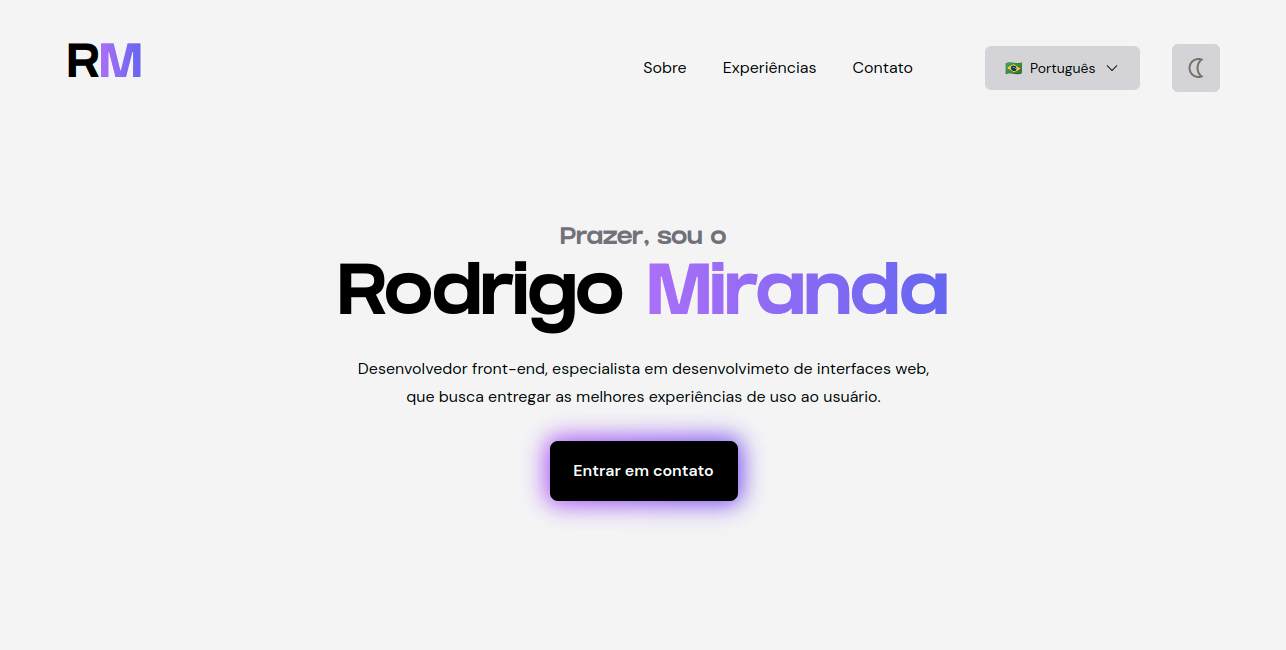 RM
Sobre
Experiências
Contato
Português
Prazer, sou o
Rodrigo Miranda
Desenvolvedor front-end, especialista em desenvolvimeto de interfaces web,
que busca entregar as melhores experiências de uso ao usuário.
Entrar em contato